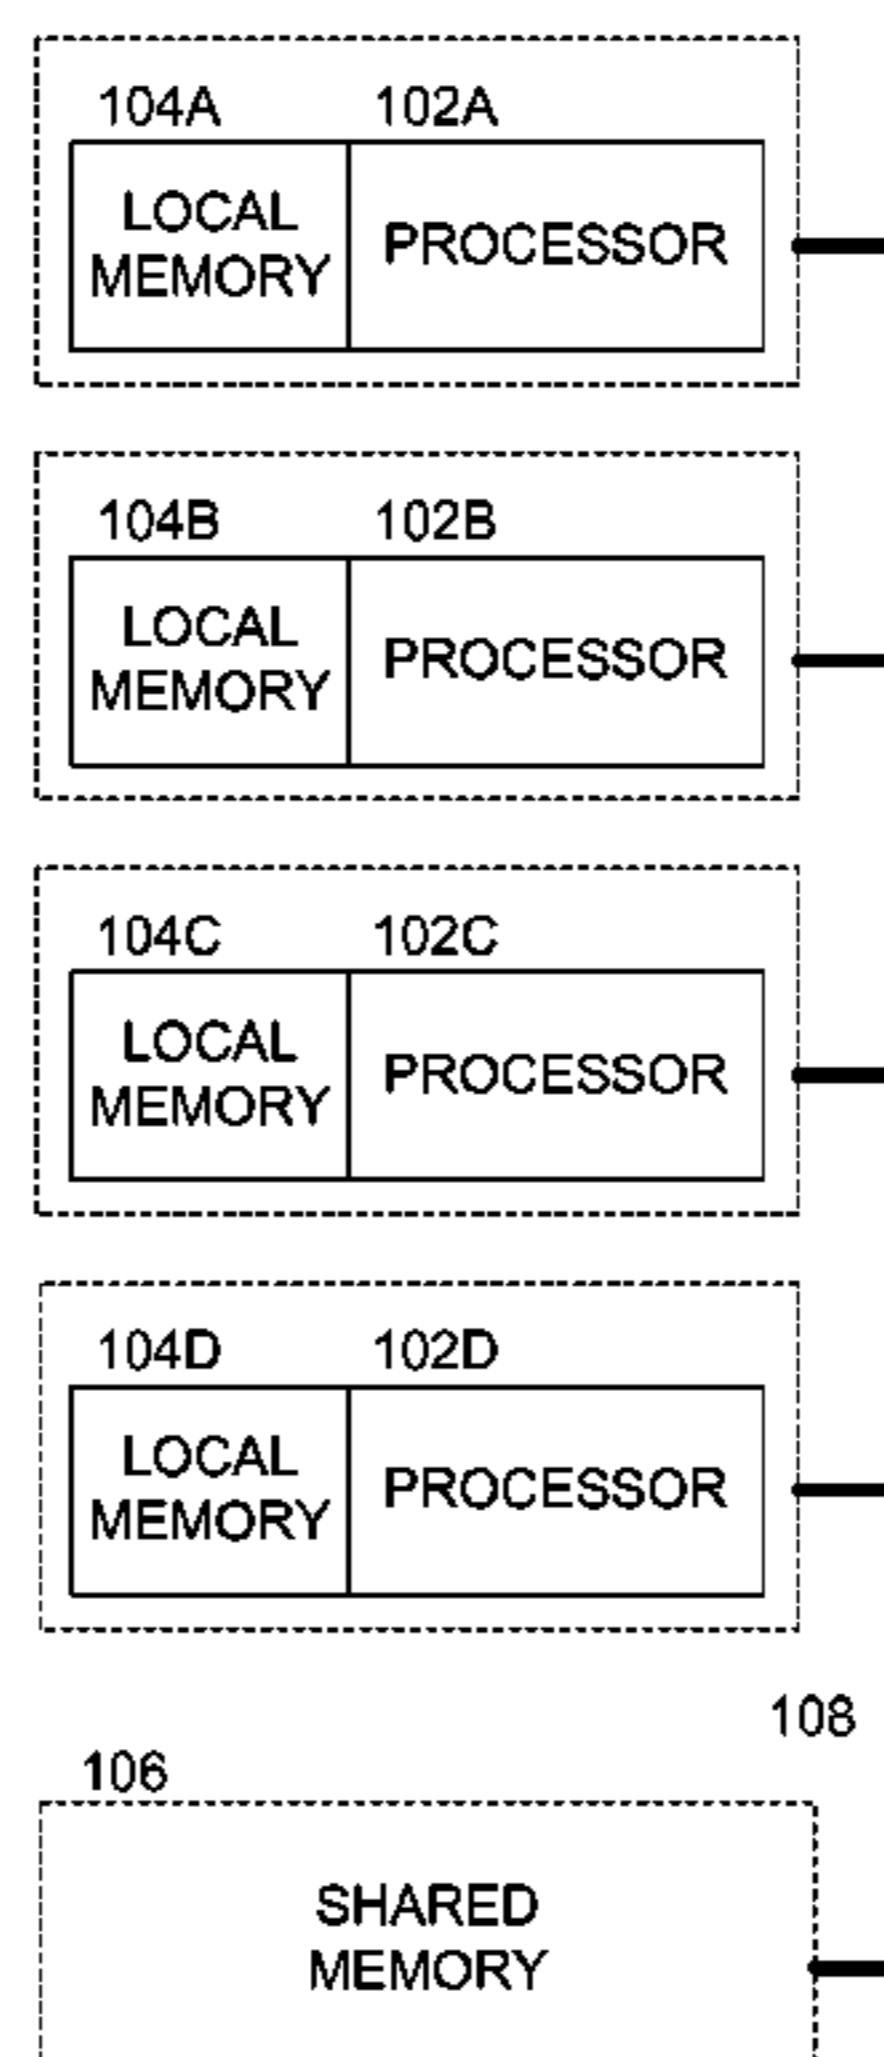 104A 102A
LOCAL
MEMORY
PROCESSOR
104B 102B
LOCAL
MEMORY
PROCESSOR
104C 102C
LOCAL
MEMORY
PROCESSOR
104D 102D
LOCAL
MEMORY
PROCESSOR
108
106
SHARED
MEMORY